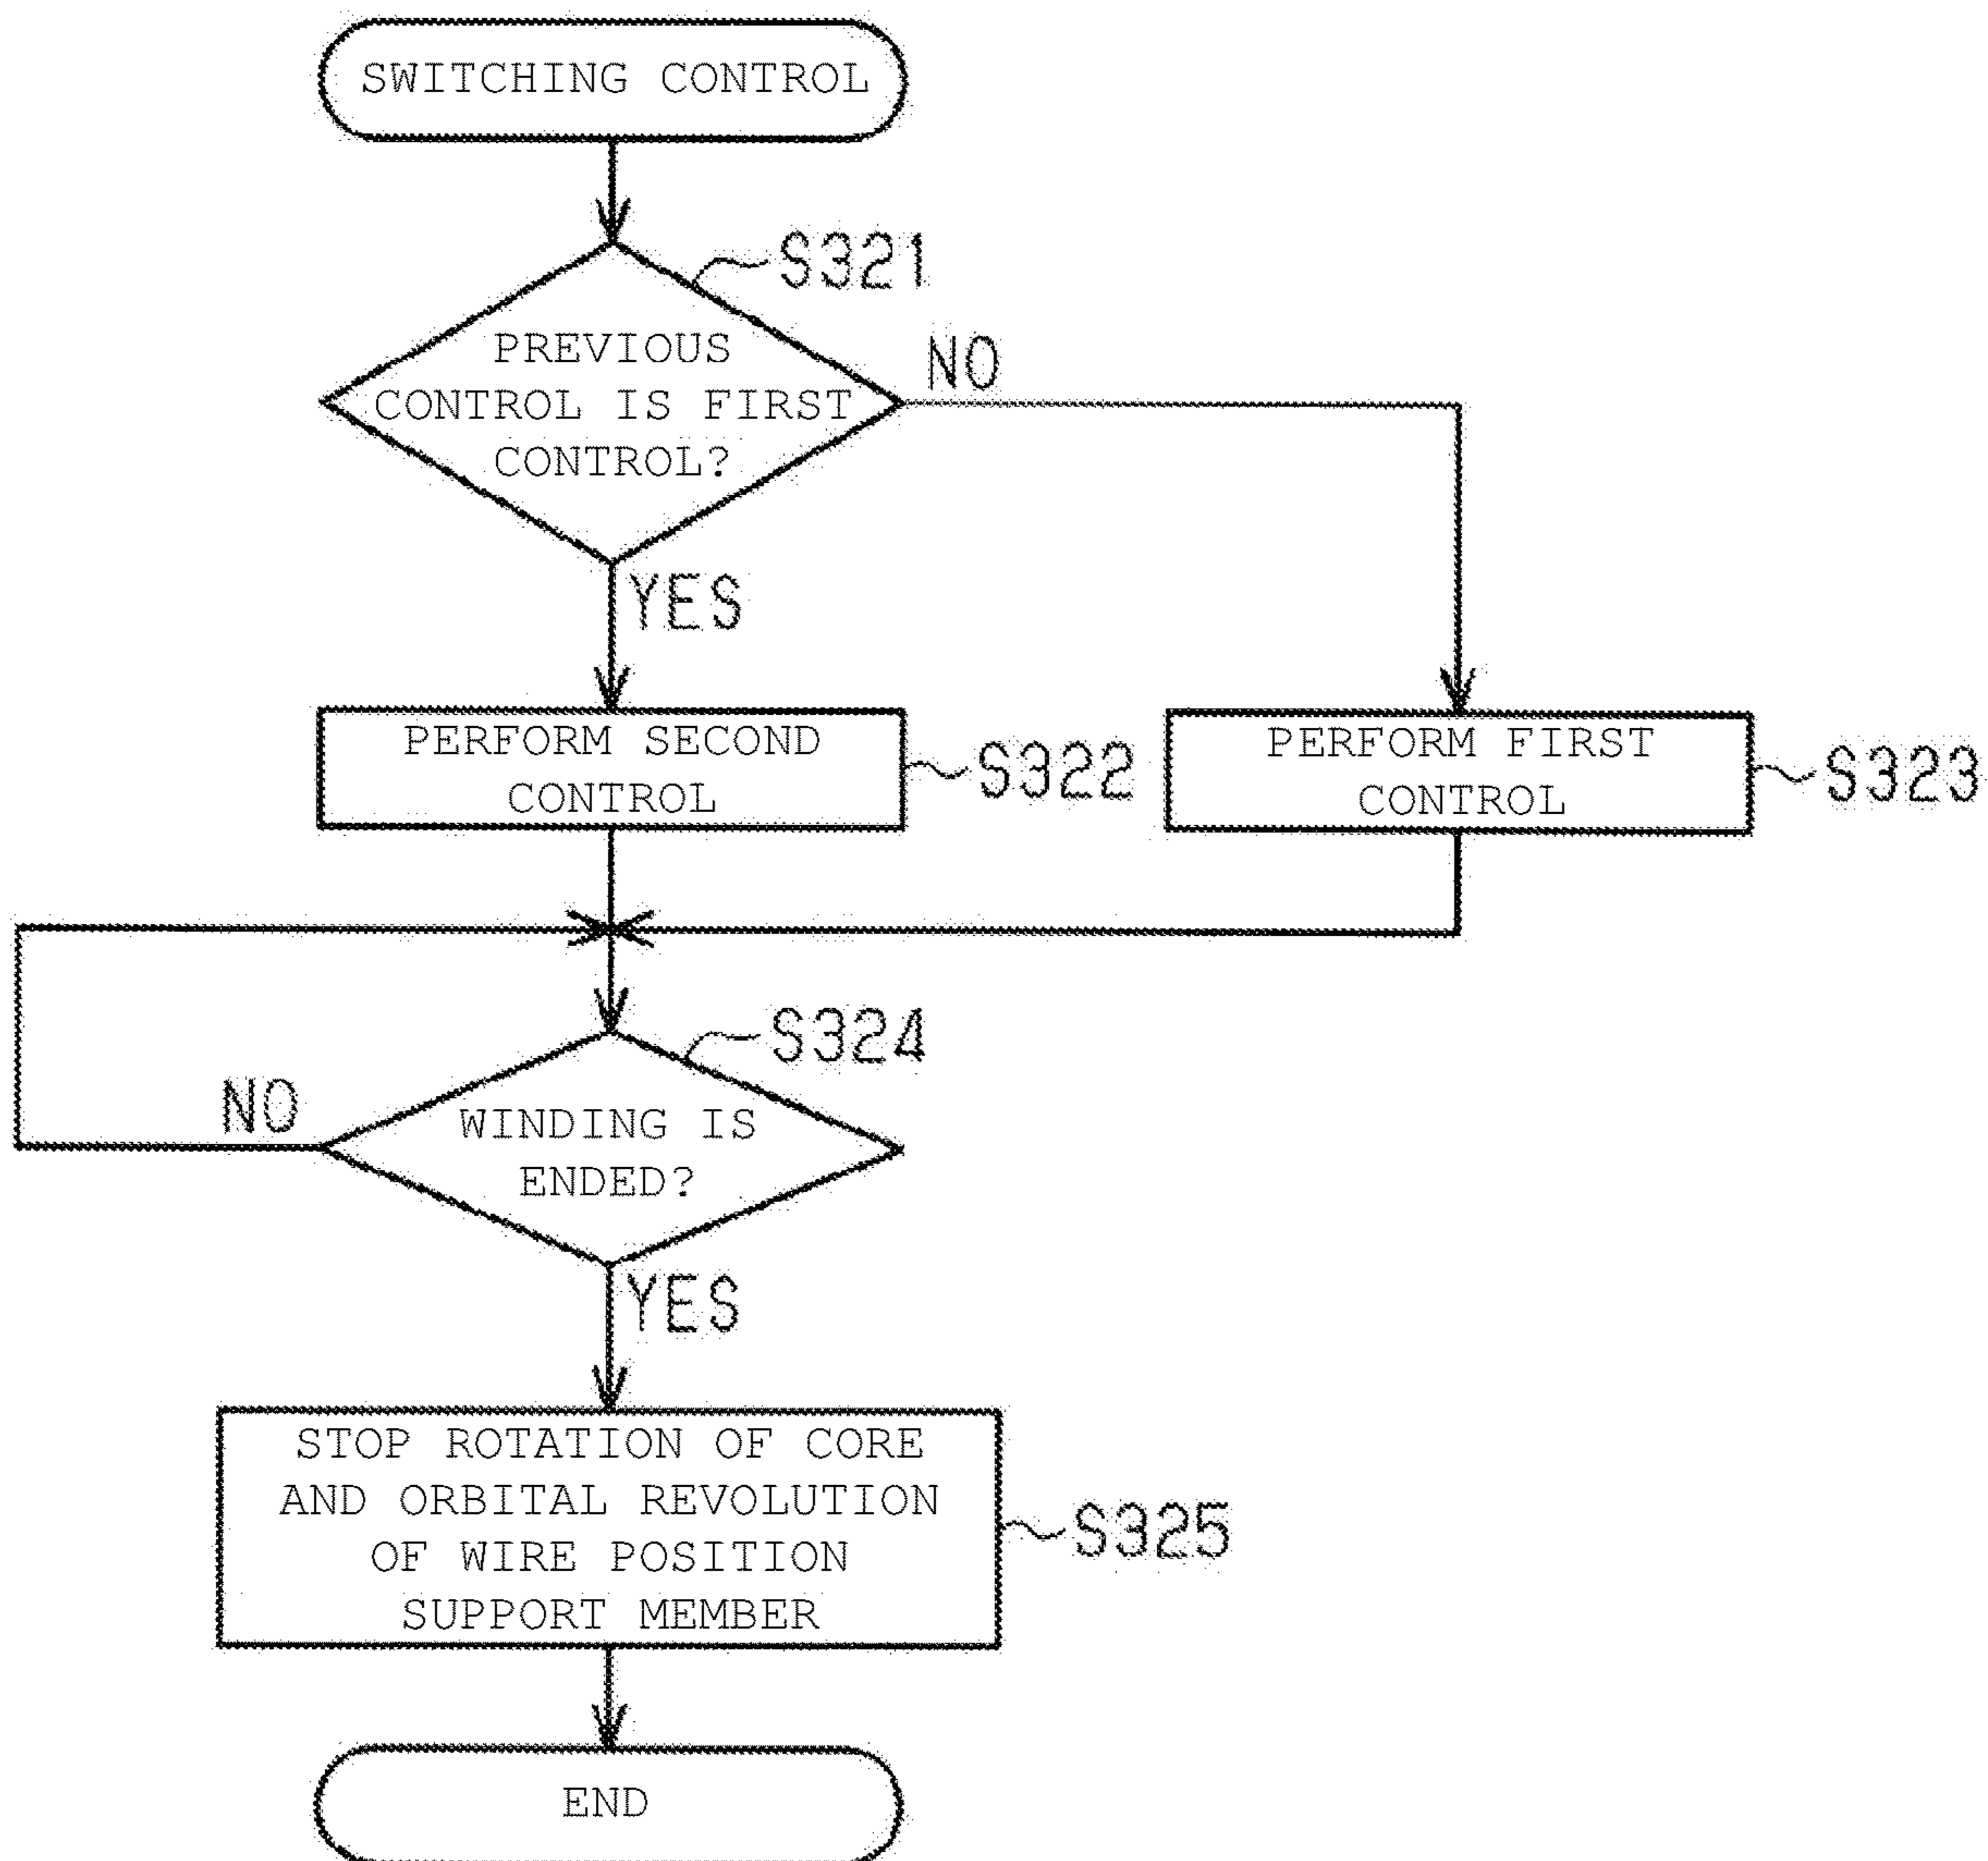 SWITCHING CONTROL
S321
PREVIOUS
CONTROL IS FIRST
CONTROL?
NO
YES
PERFORM SECOND
CONTROL
S322
PERFORM FIRST
CONTROL
S323
S324
WINDING IS
ENDED?
NO
YES
STOP ROTATION OF CORE
AND ORBITAL REVOLUTION
OF WIRE POSITION
SUPPORT MEMBER
S325
END